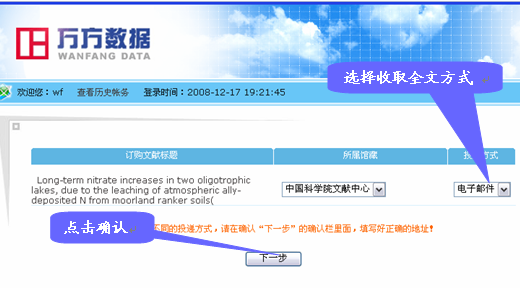 万方数据
WANFANG DATA
选择收取全文方式
欢迎您：wf 查看历史帐务 登录时间：2008-12-17 19:21:45
订购文献标题 所属馆藏 方式
Long-term nitrate increases in two oligotrophic
lakes, due to the leaching of atmospheric ally-
deposited N from moorland ranker soils(
中国科学院文献中心 电子邮件
点击确认
不同的投递方式，请在确认“下一步”的确认栏里面，填写好正确的地址！
下一步